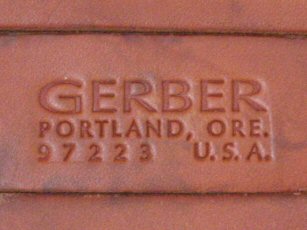 GERBER
PORTLAND, ORE.
97223 U.S.A.